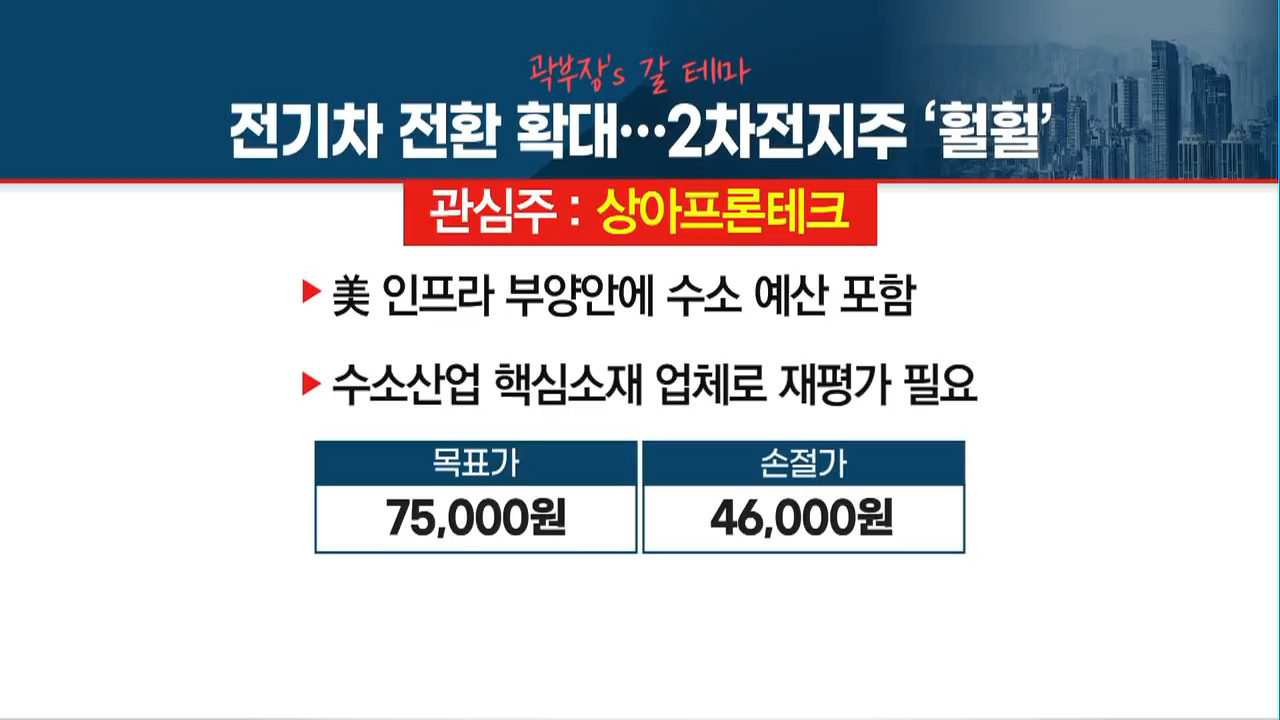 곽부장's 갈 테마
전기차 전환 확대…2차전지주 ‘훨훨’
관심주 : 상아프론테크
▶美 인프라 부양안에 수소 예산 포함
▶수소산업 핵심소재 업체로 재평가 필요
목표가 손절가
75,000원 46,000원